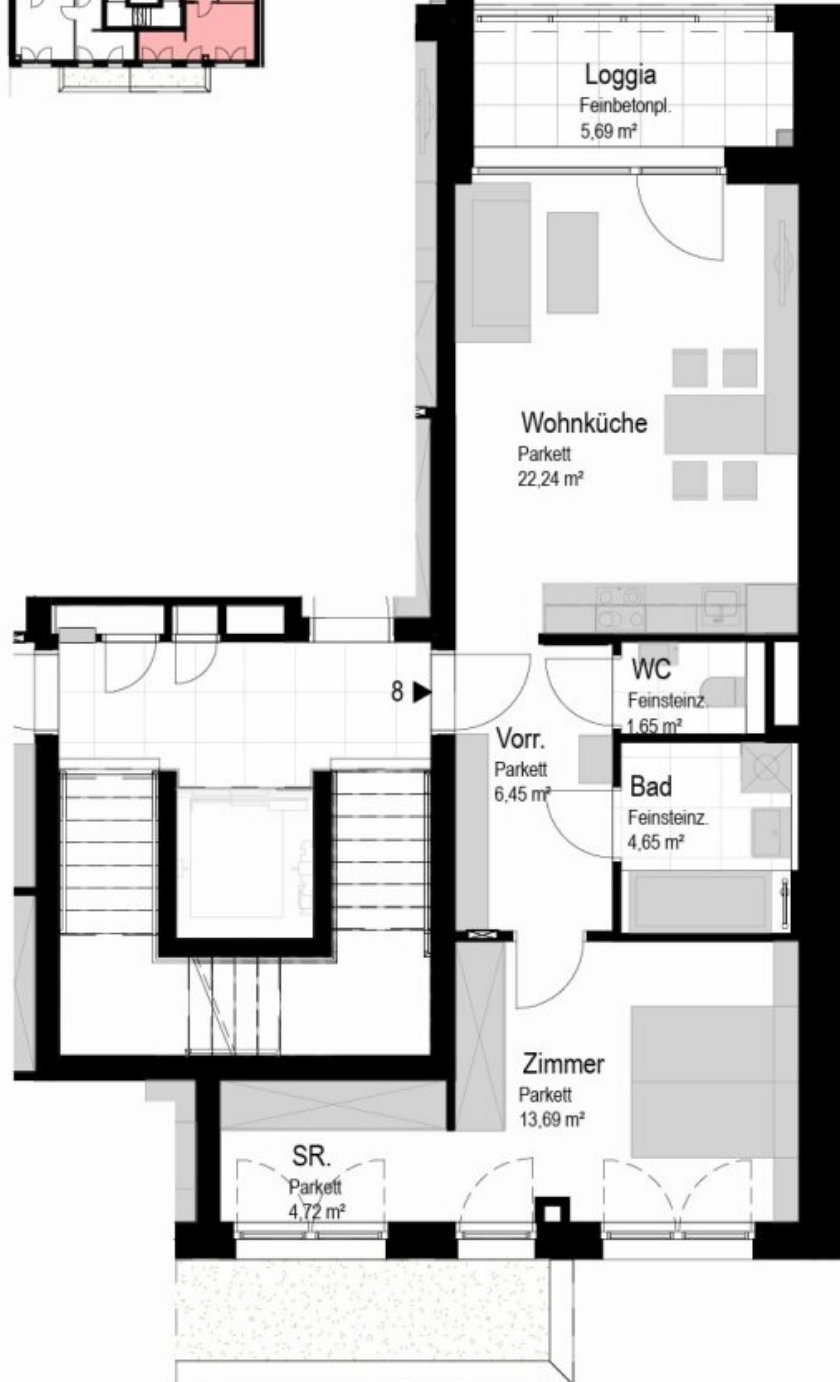 Loggia
Feinbetonpl.
5,69 m²
Wohnküche
Parkett
22,24 m²
8
WC
Feinsteinz.
1.65 m²
Vorr.
Parkett
6,45 m²
Bad
Feinsteinz.
4,65 m²
Zimmer
Parkett
13,69 m²
SR.
Parkett
4,72 m²